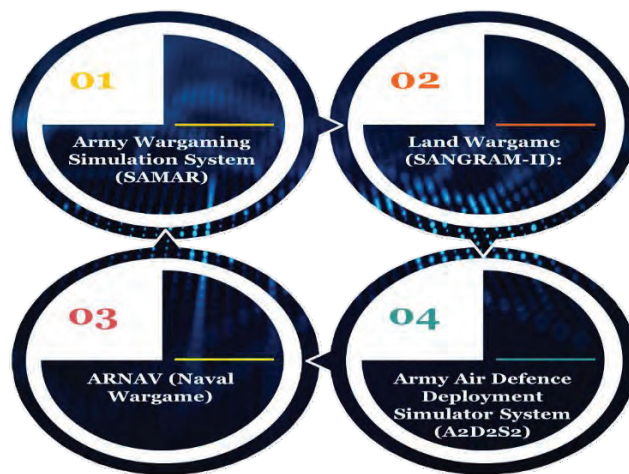 01
Army Wargaming
Simulation System
(SAMAR)
02
Land Wargame
(SANGRAM-II):
03
ARNAV (Naval
Wargame)
04
Army Air Defence
Deployment
Simulator System
(A2D2S2)